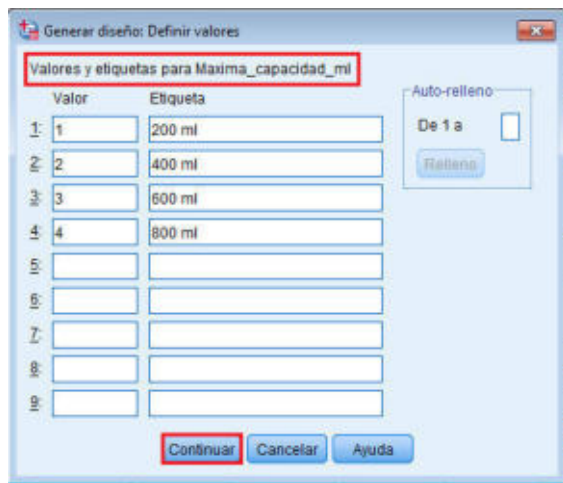 Generar diseño: Definir valores
Valores y etiquetas para Maxima_capacidad_ml
Valor Etiqueta
1: 1 200 ml
2: 2 400 ml
3: 3 600 ml
4: 4 800 ml
5:
6:
7:
8:
9:
Auto-relleno
De 1 a
Relleno
Continuar Cancelar Ayuda